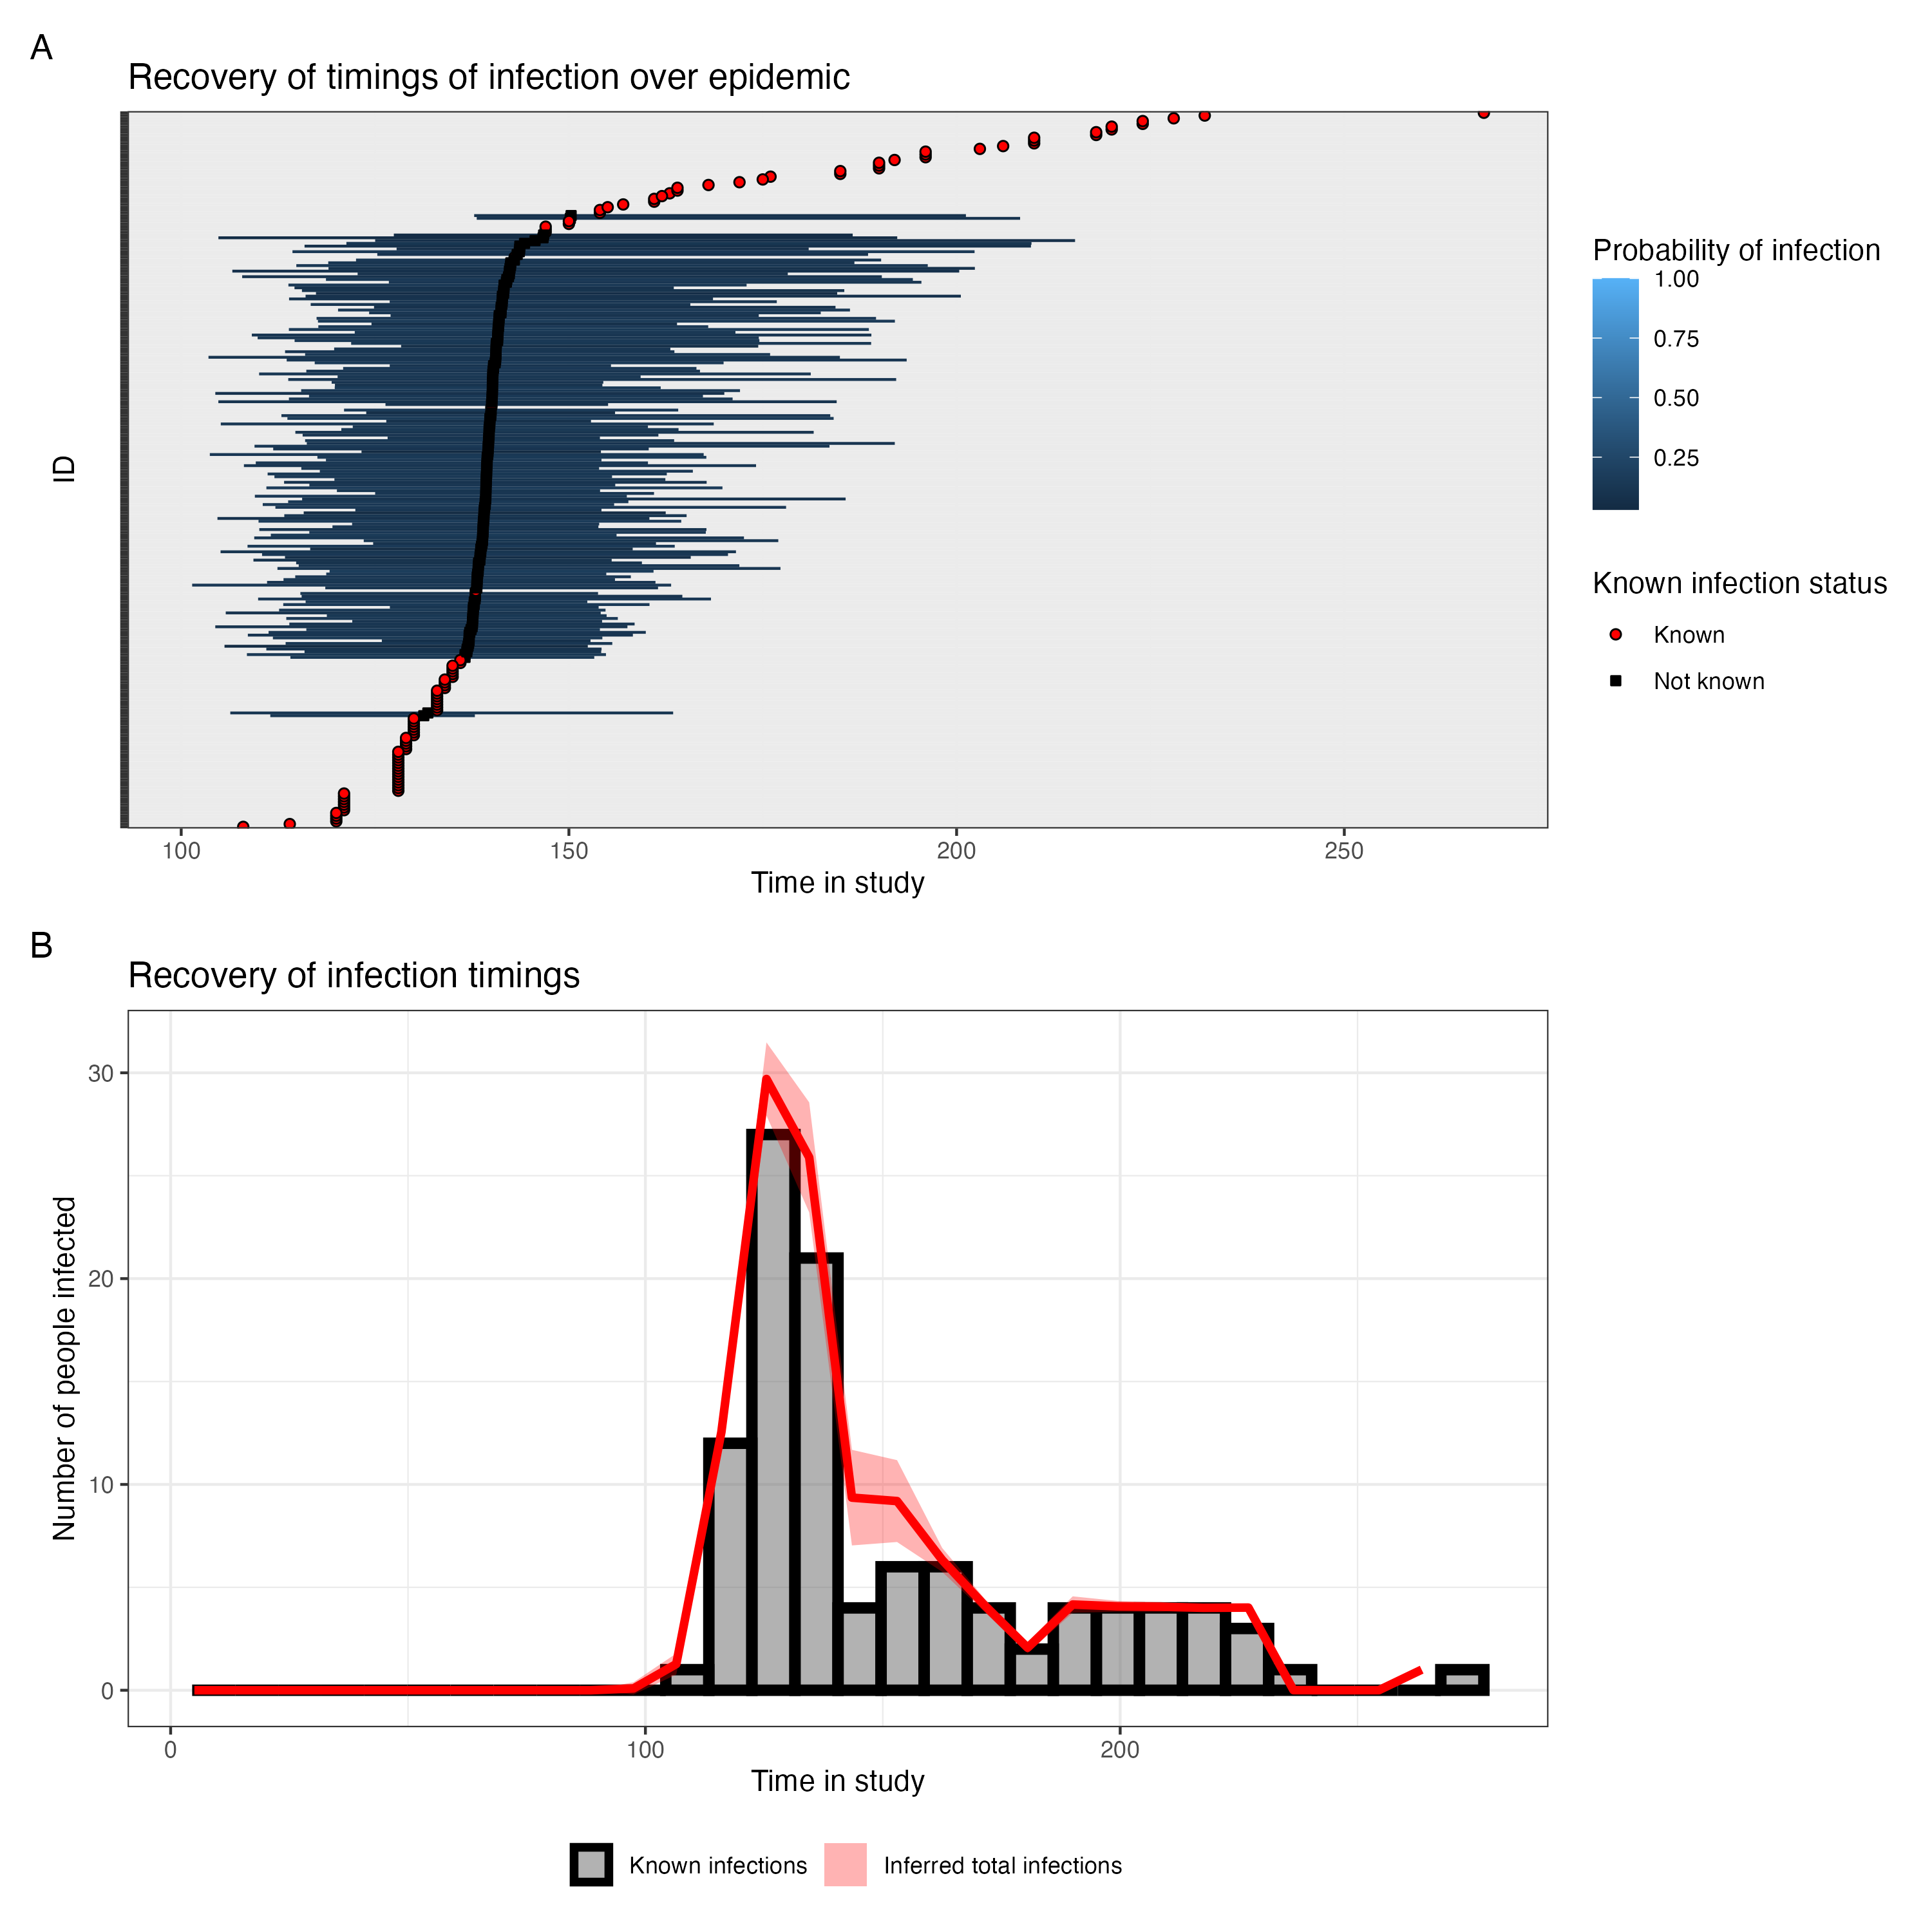 A
Recovery of timings of infection over epidemic
ID
100 150 200 250
Time in study
Probability of infection
1.00
0.75
0.50
0.25
Known infection status
Known
Not known
B
Recovery of infection timings
Number of people infected
30
20
10
0
0 100 200
Time in study
Known infections Inferred total infections